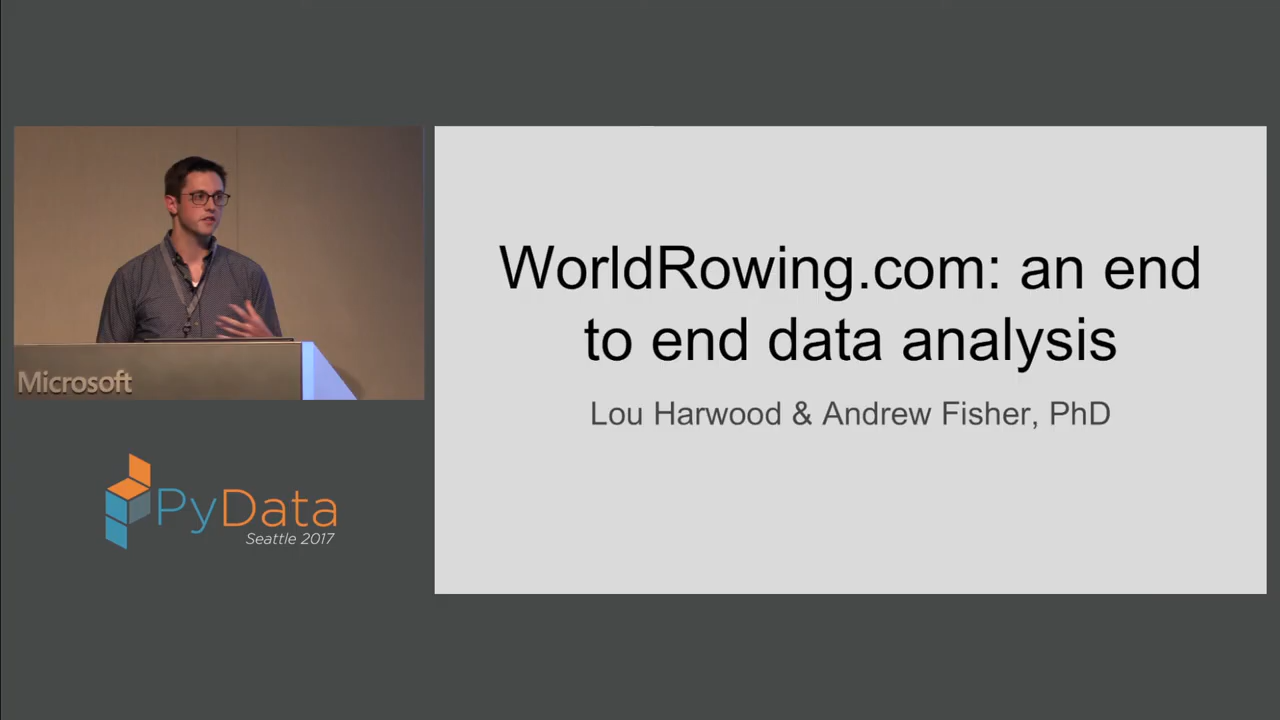 Microsoft
PyData
Seattle 2017
WorldRowing.com: an end
to end data analysis
Lou Harwood & Andrew Fisher, PhD